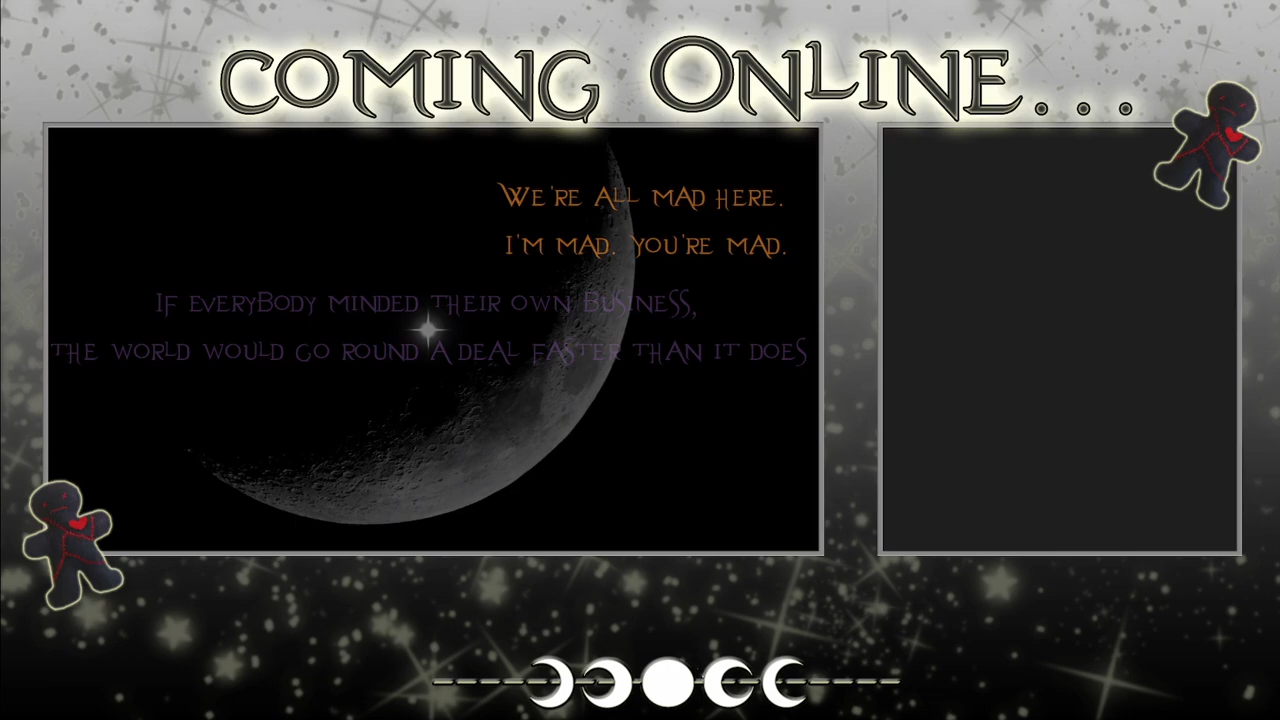 COMING ONLINE...
WE'RE ALL MAD HERE.
I'M MAD. YOU'RE MAD.
IF EVERYBODY MINDED THEIR OWN BUSINESS,
THE WORLD WOULD GO ROUND A DEAL FASTER THAN IT DOES